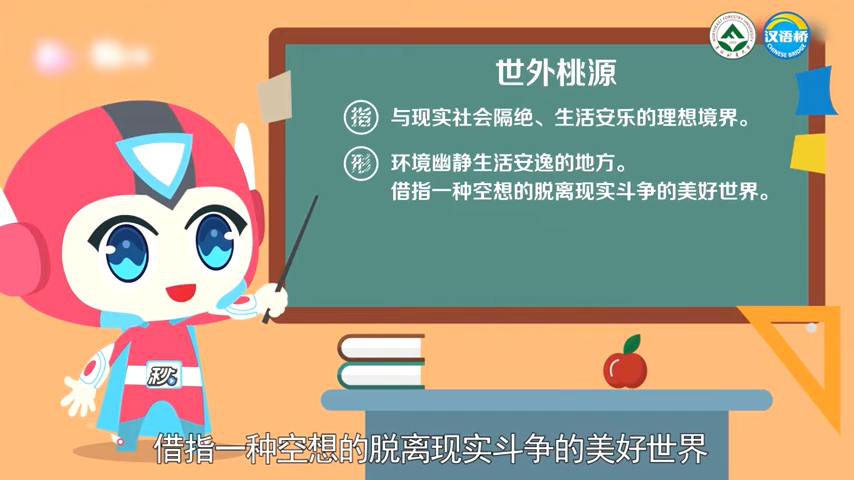 汉语桥
CHINESE BRIDGE
世外桃源
指 与现实社会隔绝、生活安乐的理想境界。
形 环境幽静生活安逸的地方。
借指一种空想的脱离现实斗争的美好世界。
秒
借指一种空想的脱离现实斗争的美好世界